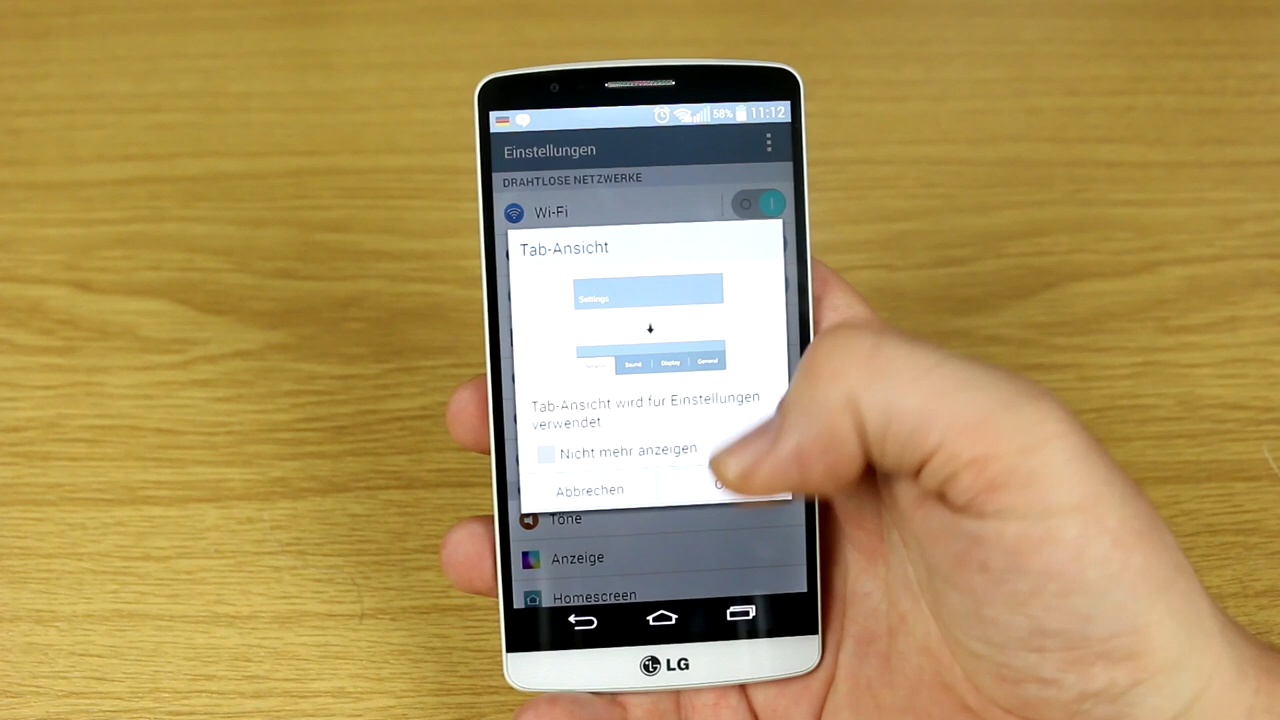 58% 11:12
Einstellungen
DRAHTLOSE NETZWERKE
Wi-Fi
Tab-Ansicht
Settings
Sound Display General
Tab-Ansicht wird für Einstellungen
verwendet
Nicht mehr anzeigen
Abbrechen
Töne
Anzeige
Homescreen
LG